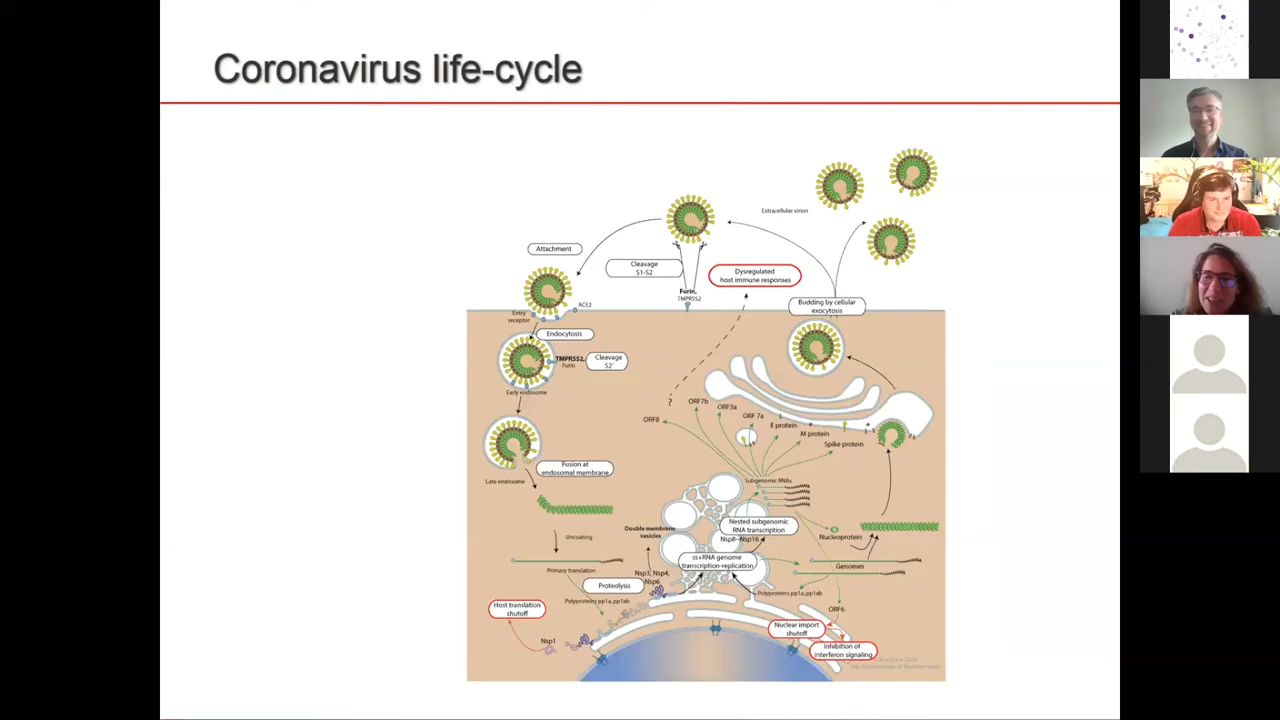 Coronavirus life-cycle
Extracellular virion
Attachment
Cleavage
S1-S2
Dysregulated
host immune responses
Furin,
TMPRSS2
ACE2
Entry
receptor
Budding by cellular
exocytosis
Endocytosis
TMPRSS2,
Furin
Cleavage
S2'
Early endosome
?
ORF8
ORF7b
ORF3a
ORF 7a
E protein
M protein
Spike protein
Fusion at
endosomal membrane
Late endosome
Subgenomic RNAs
Double membrane
vesicles
Nested subgenomic
RNA transcription
Nsp8--Nsp16
Nucleoprotein
Uncoating
Primary translation
ss+RNA genome
transcription-replication
Genomes
Nsp3, Nsp4,
Nsp6
Proteolysis
Polyproteins pp1a, pp1ab
Polyproteins pp1a, pp1ab
Host translation
shutoff
ORF6
Nsp1
Nuclear import
shutoff
Inhibition of
interferon signaling